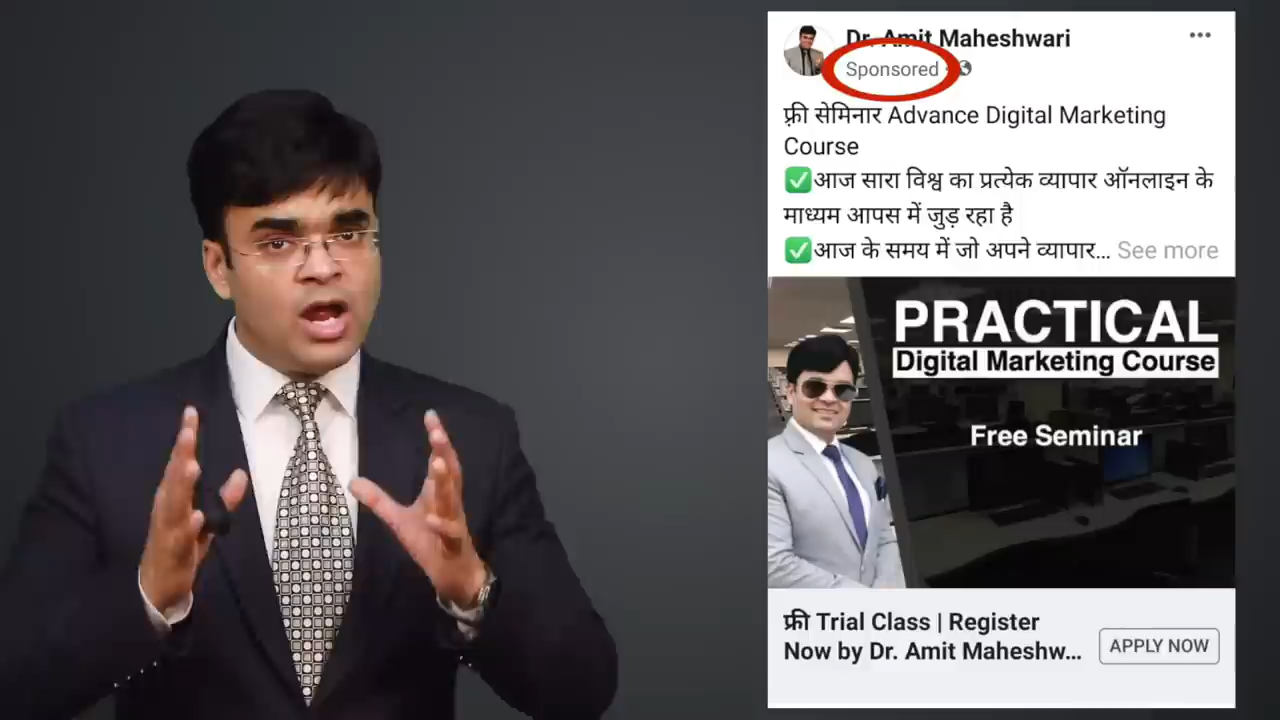 Dr. Amit Maheshwari
Sponsored
फ़्री सेमिनार Advance Digital Marketing
Course
✅आज सारा विश्व का प्रत्येक व्यापार ऑनलाइन के
माध्यम आपस में जुड़ रहा है
✅आज के समय में जो अपने व्यापार... See more
PRACTICAL
Digital Marketing Course
Free Seminar
फ्री Trial Class | Register
Now by Dr. Amit Maheshw...
APPLY NOW